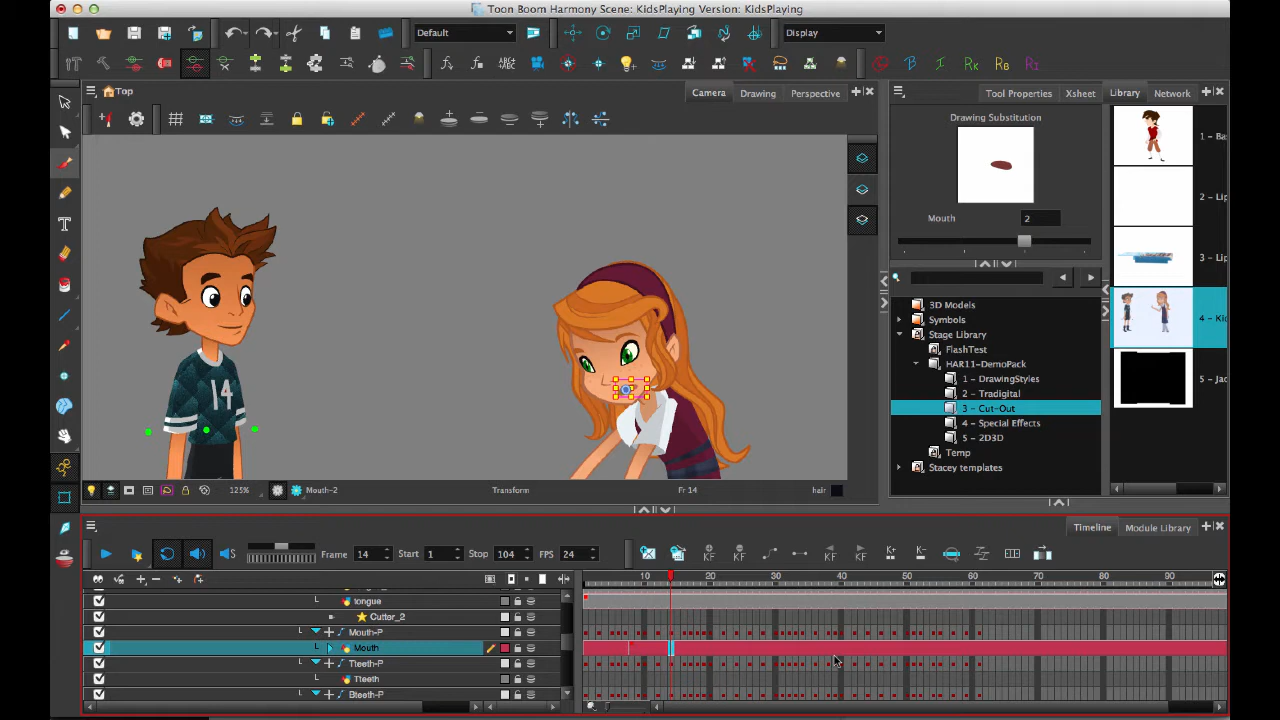 Toon Boom Harmony Scene: KidsPlaying Version: KidsPlaying
Default
Display
Top
Camera
Drawing
Perspective
Tool Properties
Xsheet
Library
Network
Drawing Substitution
Mouth
2
1 – Ba
2 – Lip
3 – Lip
4 – Ki
5 – Jac
3D Models
Symbols
Stage Library
FlashTest
HAR11-DemoPack
1 – DrawingStyles
2 – Tradigital
3 – Cut-Out
4 – Special Effects
5 – 2D3D
Temp
Stacey templates
14
125%
Mouth-2
Transform
Fr 14
hair
Timeline
Module Library
Frame 14 Start 1 Stop 104 FPS 24
KF KF KF KF K+ K-
10 20 30 40 50 60 70 80 90
tongue
Cutter_2
Mouth-P
Mouth
Tteeth-P
Tteeth
Bteeth-P